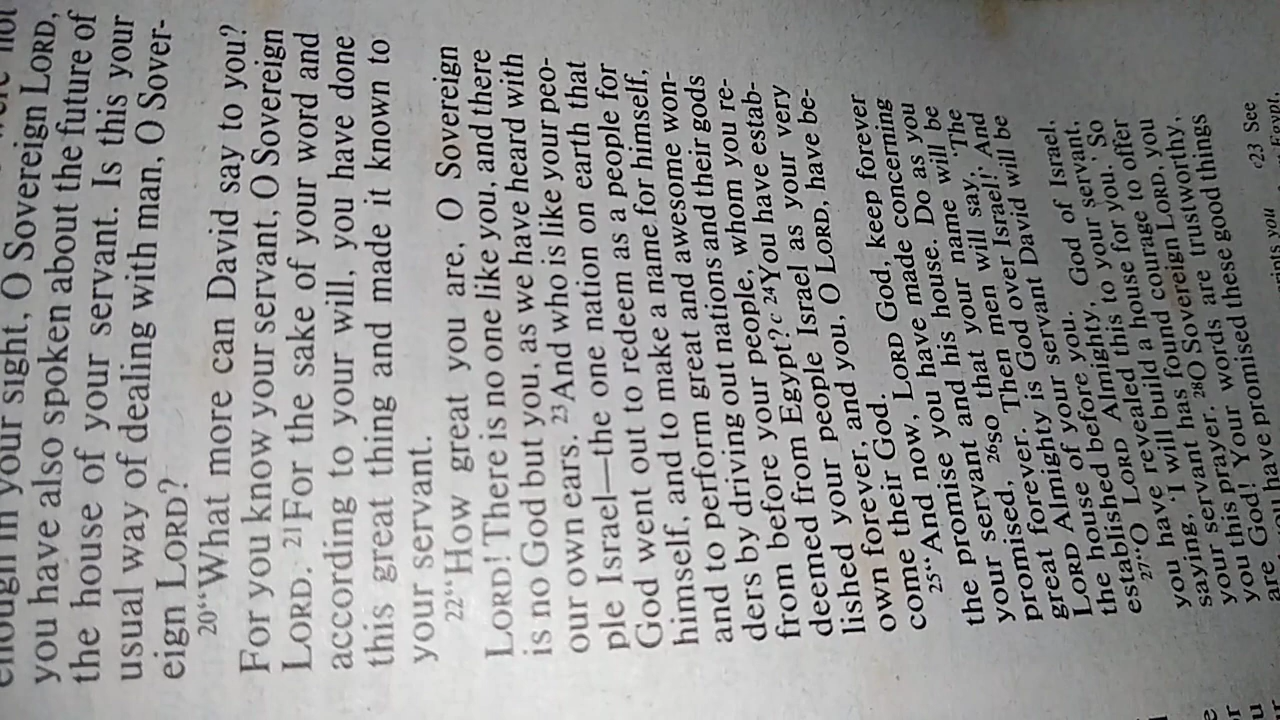 enough in your sight, O Sovereign LORD,
you have also spoken about the future of
the house of your servant. Is this your
usual way of dealing with man, O Sover-
eign LORD?
20"What more can David say to you?
For you know your servant, O Sovereign
LORD. 21For the sake of your word and
according to your will, you have done
this great thing and made it known to
your servant.
22"How great you are, O Sovereign
LORD! There is no one like you, and there
is no God but you, as we have heard with
our own ears. 23And who is like your peo-
ple Israel—the one nation on earth that
God went out to redeem as a people for
himself, and to make a name for himself,
and to perform great and awesome won-
ders by driving out nations and their gods
from before your people, whom you re-
deemed from Egypt?c 24You have estab-
lished your people Israel as your very
own forever, and you, O LORD, have be-
come their God.
25"And now, LORD God, keep forever
the promise you have made concerning
your servant and his house. Do as you
promised, 26so that your name will be
great forever. Then men will say, 'The
LORD Almighty is God over Israel!' And
the house of your servant David will be
established before you.
27"O LORD Almighty, God of Israel,
you have revealed this to your servant,
saying, 'I will build a house for you.' So
your servant has found courage to offer
you this prayer. 28O Sovereign LORD, you
are God! Your words are trustworthy,
have promised these good things
c23 See